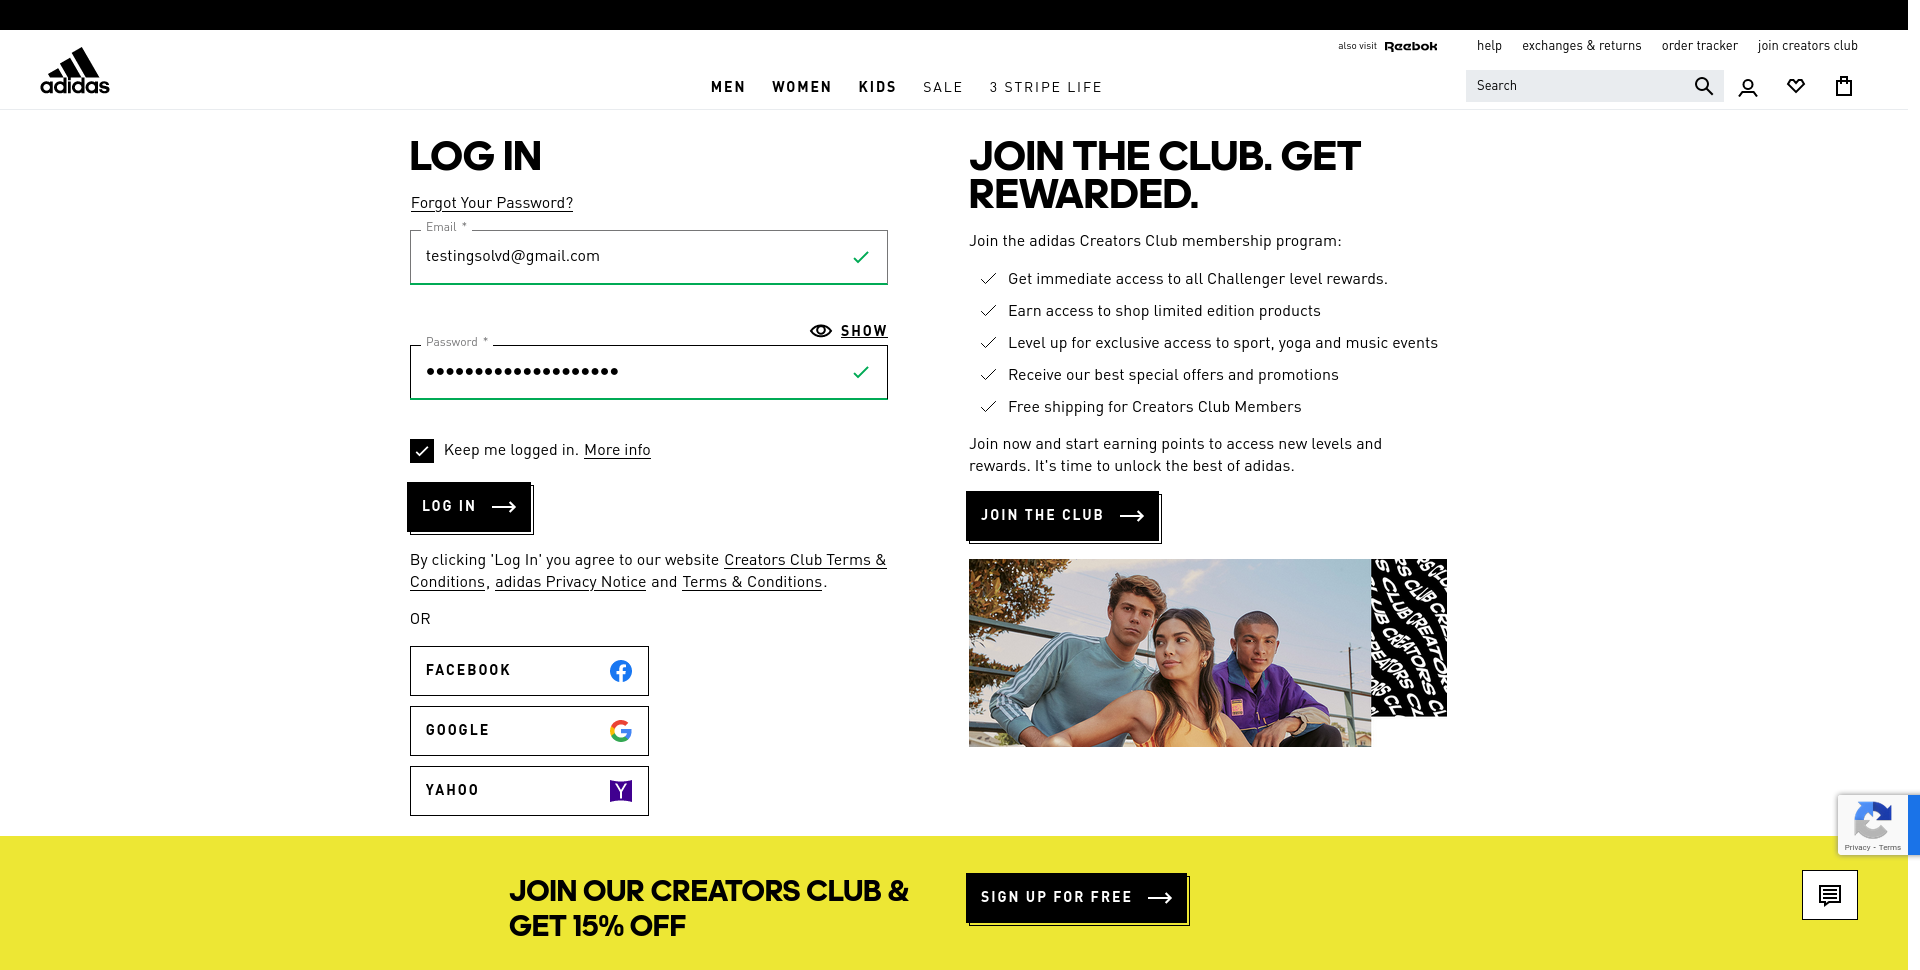 also visit Reebok help exchanges & returns order tracker join creators club
adidas
MEN WOMEN KIDS SALE 3 STRIPE LIFE
Search
LOG IN
Forgot Your Password?
Email *
testingsolvd@gmail.com
SHOW
Password *
••••••••••••••••••••
Keep me logged in. More info
LOG IN
By clicking 'Log In' you agree to our website Creators Club Terms &
Conditions, adidas Privacy Notice and Terms & Conditions.
OR
FACEBOOK
GOOGLE
YAHOO
JOIN THE CLUB. GET
REWARDED.
Join the adidas Creators Club membership program:
Get immediate access to all Challenger level rewards.
Earn access to shop limited edition products
Level up for exclusive access to sport, yoga and music events
Receive our best special offers and promotions
Free shipping for Creators Club Members
Join now and start earning points to access new levels and
rewards. It's time to unlock the best of adidas.
JOIN THE CLUB
Privacy - Terms
JOIN OUR CREATORS CLUB &
GET 15% OFF
SIGN UP FOR FREE